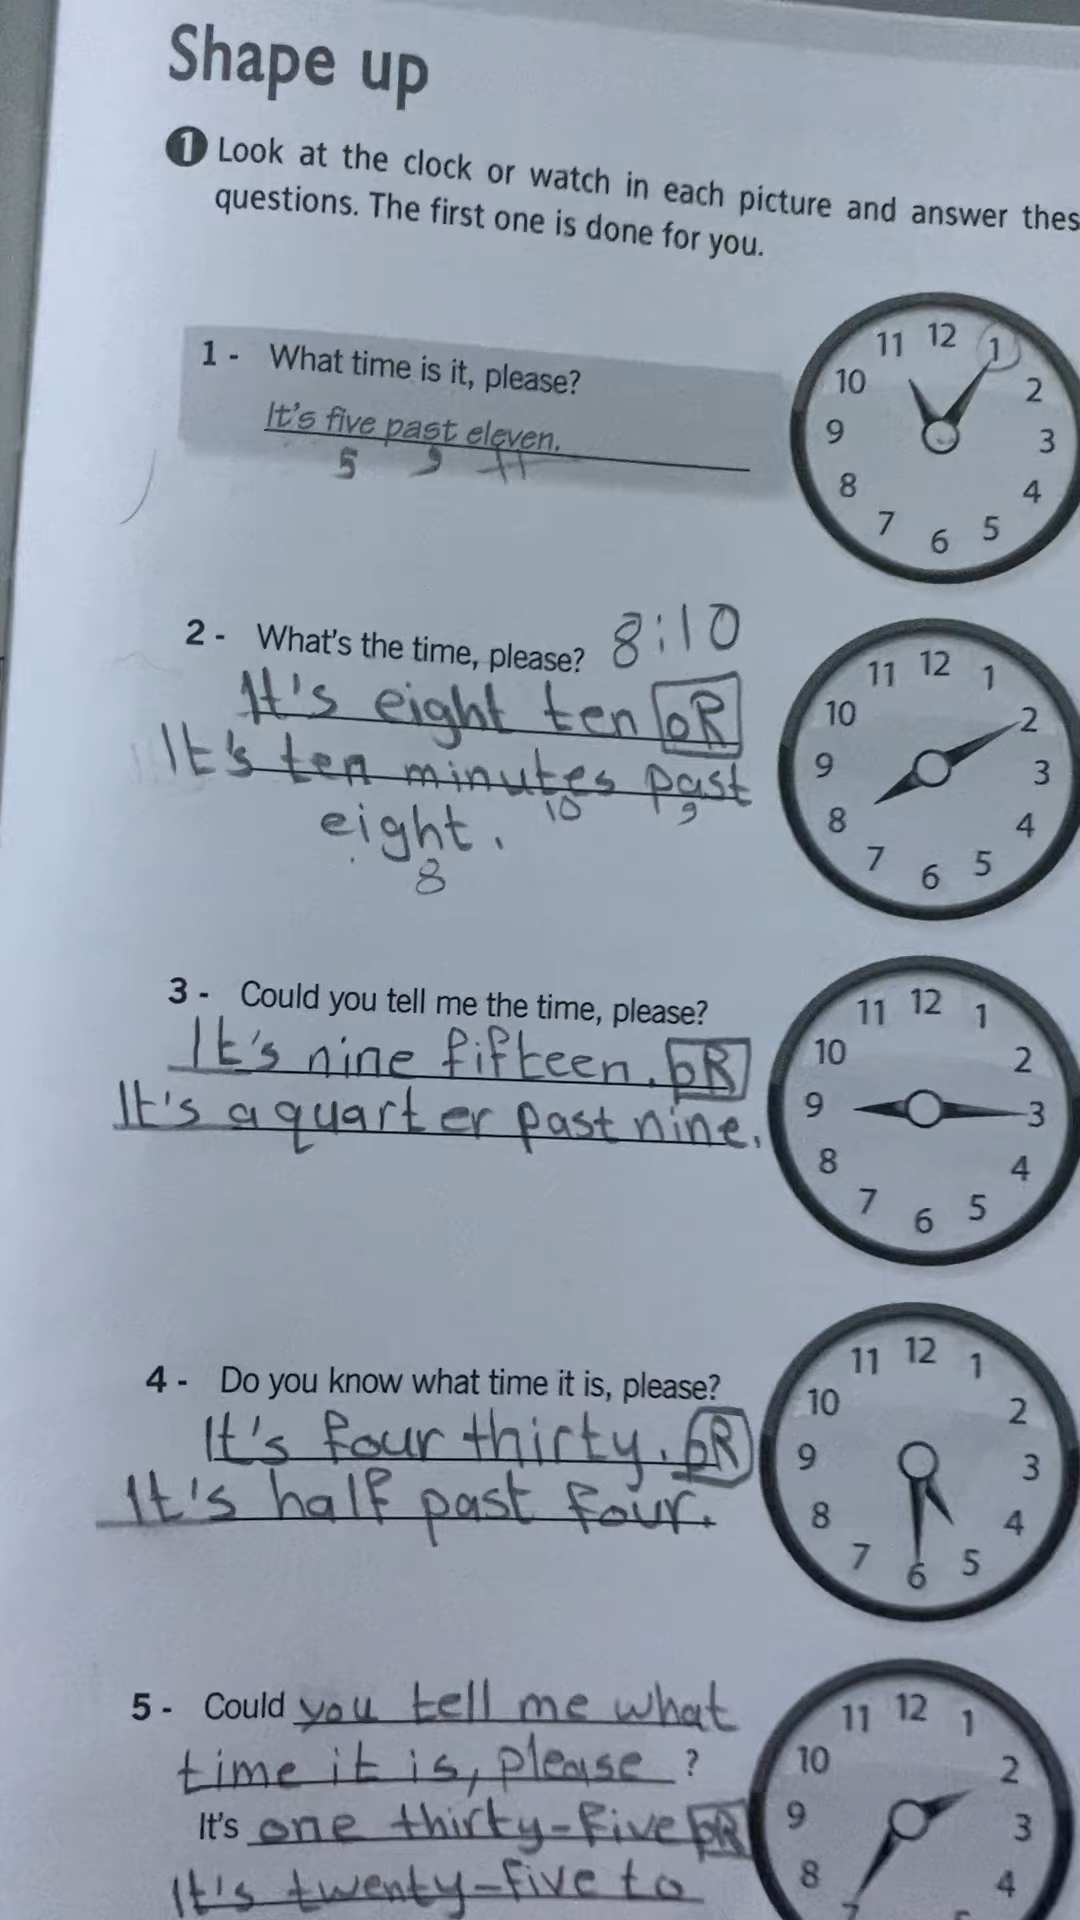 Shape up
1 Look at the clock or watch in each picture and answer thes
questions. The first one is done for you.
1 - What time is it, please?
It's five past eleven.
5 9 11
11 12 1
10 2
9 3
8 4
7 6 5
2 - What's the time, please? 8:10
It's eight ten oR
It's ten minutes past
10 9
eight.
8
11 12 1
10 2
9 3
8 4
7 6 5
3 - Could you tell me the time, please?
It's nine fifteen. oR
It's a quarter past nine.
11 12 1
10 2
9 3
8 4
7 6 5
4 - Do you know what time it is, please?
It's four thirty. oR
It's half past four.
11 12 1
10 2
9 3
8 4
7 6 5
5 - Could you tell me what
time it is, please ?
It's one thirty-five oR
It's twenty-five to
11 12 1
10 2
9 3
8 4
7